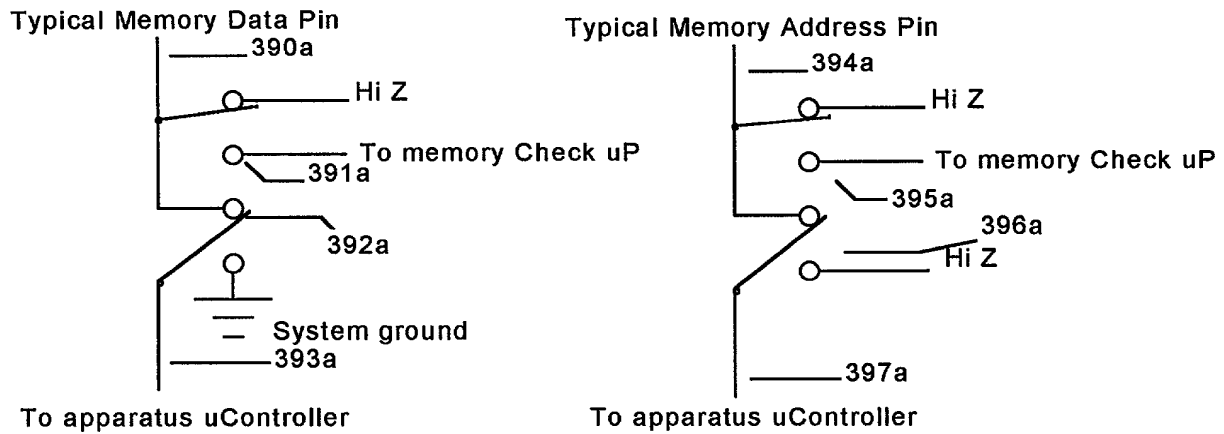 Typical Memory Data Pin
390a
Hi Z
To memory Check uP
391a
392a
System ground
393a
To apparatus uController
Typical Memory Address Pin
394a
Hi Z
To memory Check uP
395a
396a
Hi Z
397a
To apparatus uController